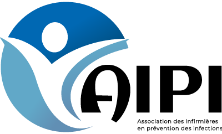 AIPI
Association des infirmières
en prévention des infections